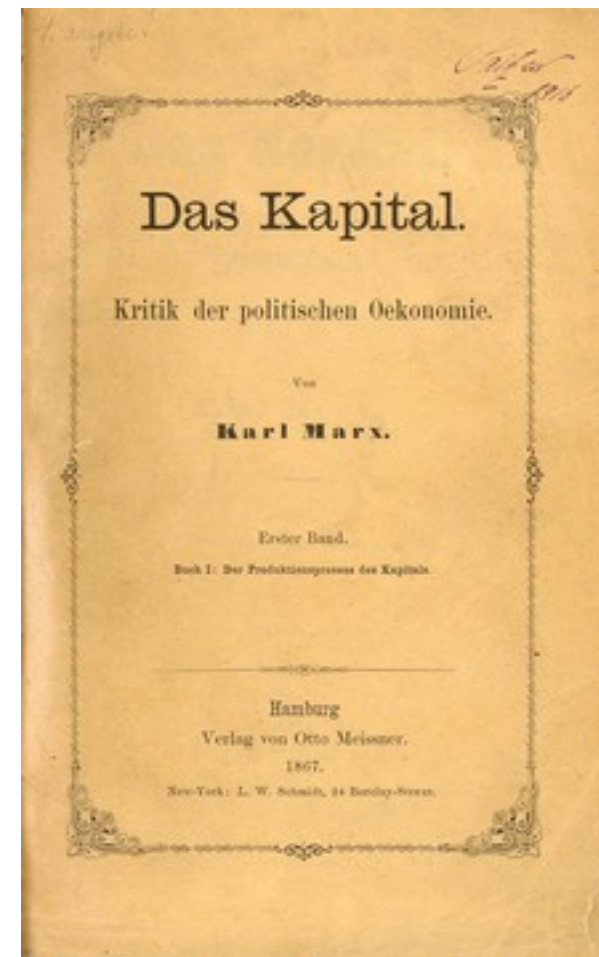 Das Kapital.
Kritik der politischen Oekonomie.
Von
Karl Marx.
Erster Band.
Buch I: Der Produktionsprocess des Kapitals.
Hamburg
Verlag von Otto Meissner.
1867.
New-York: L. W. Schmidt, 24 Barclay-Street.